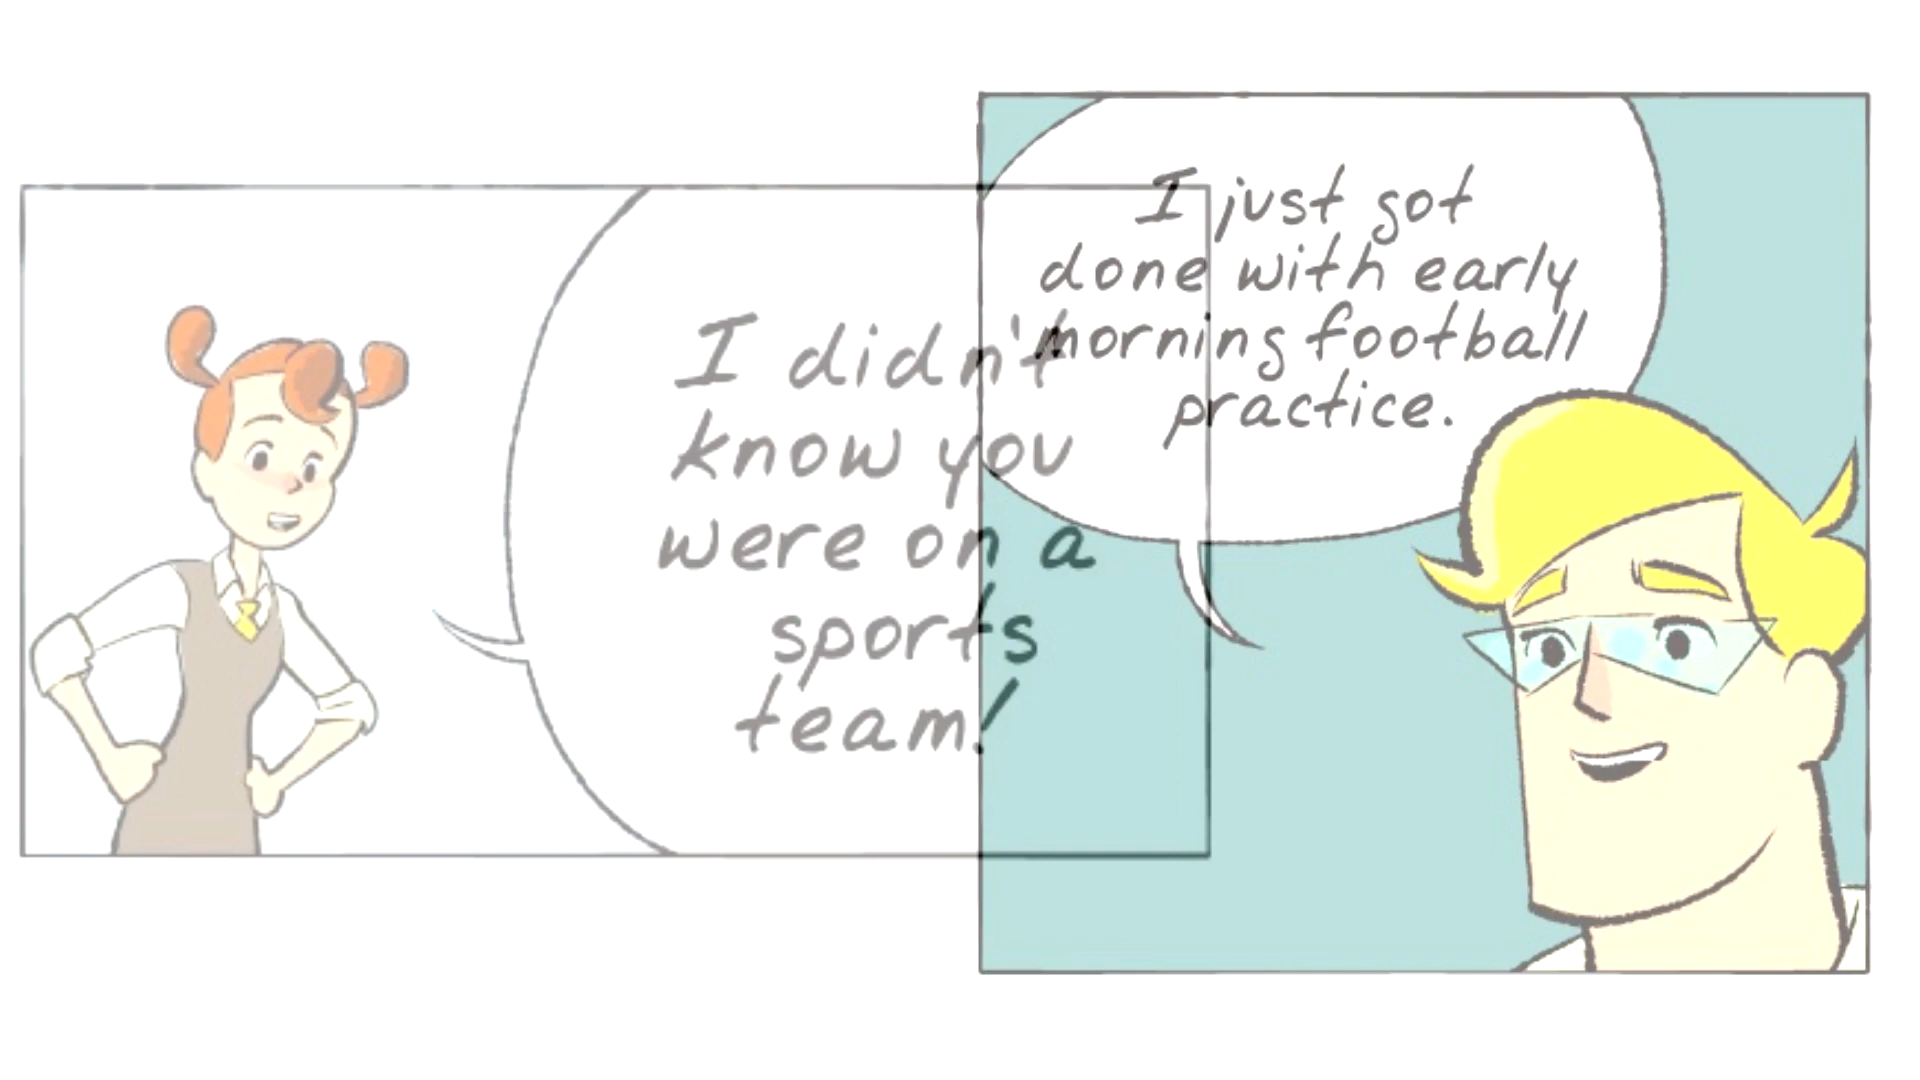 I just got
done with early
morning football
practice.
I didn't
know you
were on a
sports
team!